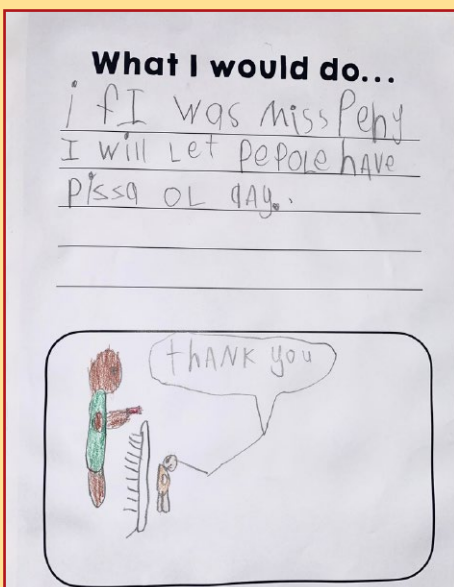 What I would do...
if I was miss Peny
I will Let PePoLe hAve
Pissa OL dAy.
thANK you